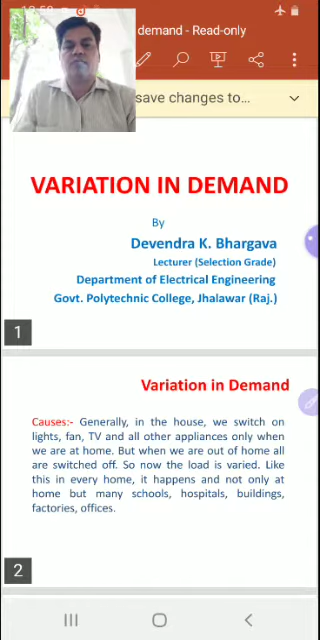 demand - Read-only
save changes to...
VARIATION IN DEMAND
By
Devendra K. Bhargava
Lecturer (Selection Grade)
Department of Electrical Engineering
Govt. Polytechnic College, Jhalawar (Raj.)
1
Variation in Demand
Causes:- Generally, in the house, we switch on
lights, fan, TV and all other appliances only when
we are at home. But when we are out of home all
are switched off. So now the load is varied. Like
this in every home, it happens and not only at
home but many schools, hospitals, buildings,
factories, offices.
2